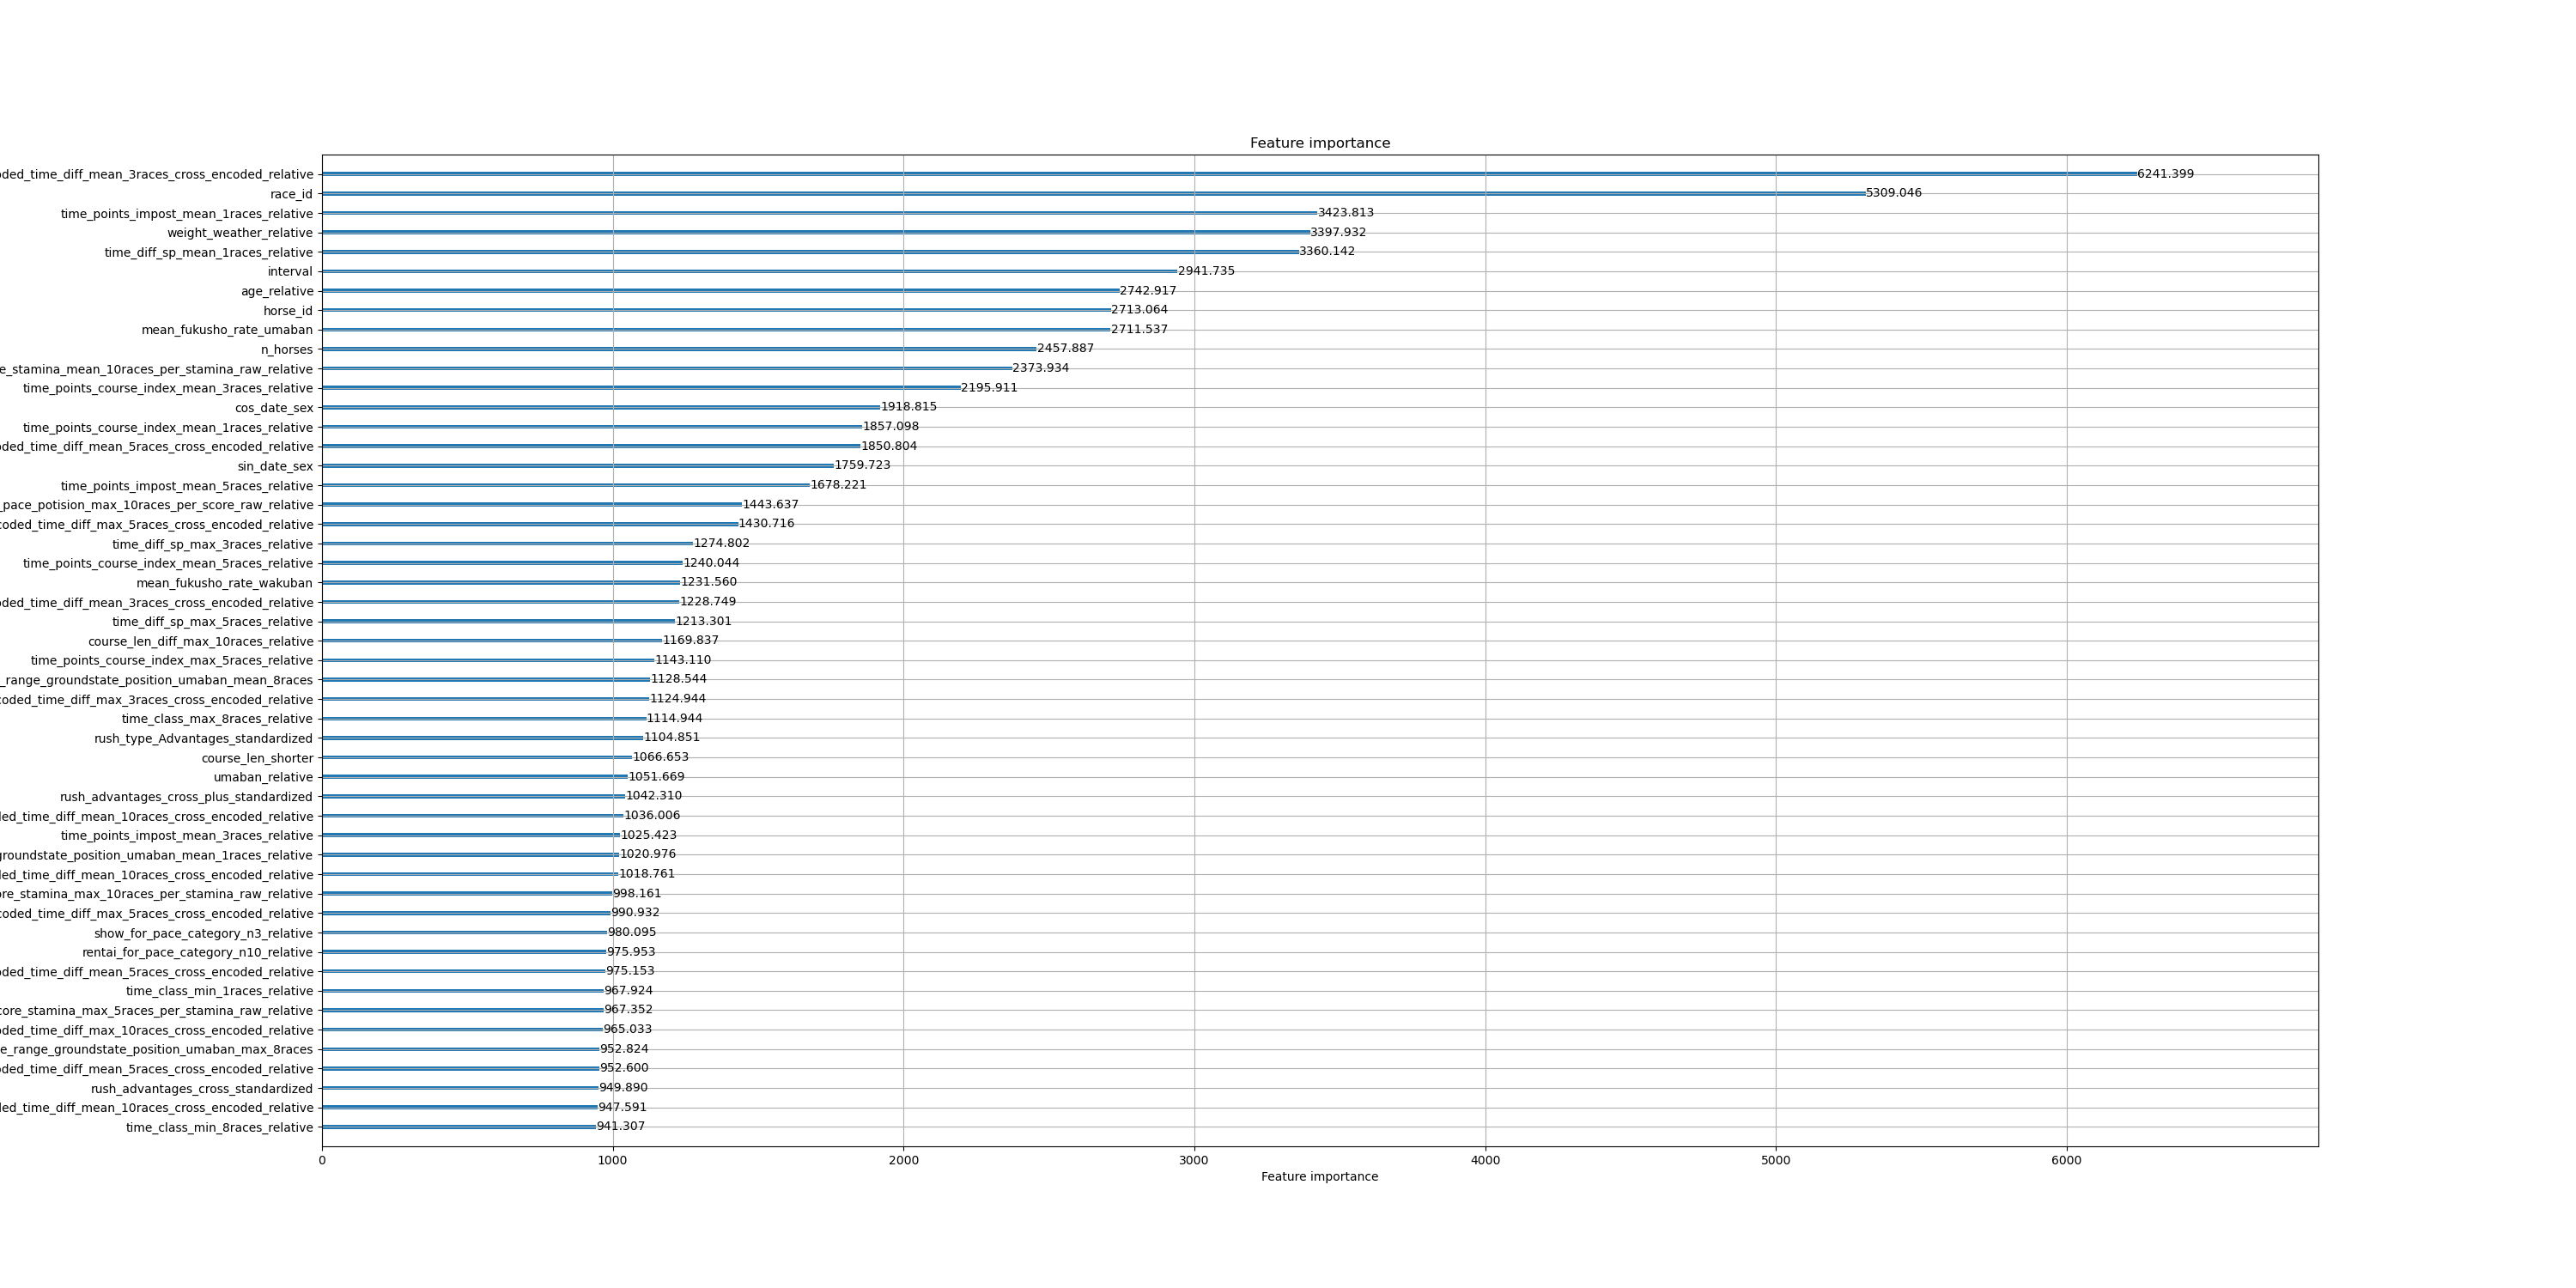 Feature importance
oded_time_diff_mean_3races_cross_encoded_relative 6241.399
race_id 5309.046
time_points_impost_mean_1races_relative 3423.813
weight_weather_relative 3397.932
time_diff_sp_mean_1races_relative 3360.142
interval 2941.735
age_relative 2742.917
horse_id 2713.064
mean_fukusho_rate_umaban 2711.537
n_horses 2457.887
e_stamina_mean_10races_per_stamina_raw_relative 2373.934
time_points_course_index_mean_3races_relative 2195.911
cos_date_sex 1918.815
time_points_course_index_mean_1races_relative 1857.098
oded_time_diff_mean_5races_cross_encoded_relative 1850.804
sin_date_sex 1759.723
time_points_impost_mean_5races_relative 1678.221
_pace_potision_max_10races_per_score_raw_relative 1443.637
coded_time_diff_max_5races_cross_encoded_relative 1430.716
time_diff_sp_max_3races_relative 1274.802
time_points_course_index_mean_5races_relative 1240.044
mean_fukusho_rate_wakuban 1231.560
oded_time_diff_mean_3races_cross_encoded_relative 1228.749
time_diff_sp_max_5races_relative 1213.301
course_len_diff_max_10races_relative 1169.837
time_points_course_index_max_5races_relative 1143.110
_range_groundstate_position_umaban_mean_8races 1128.544
coded_time_diff_max_3races_cross_encoded_relative 1124.944
time_class_max_8races_relative 1114.944
rush_type_Advantages_standardized 1104.851
course_len_shorter 1066.653
umaban_relative 1051.669
rush_advantages_cross_plus_standardized 1042.310
ded_time_diff_mean_10races_cross_encoded_relative 1036.006
time_points_impost_mean_3races_relative 1025.423
groundstate_position_umaban_mean_1races_relative 1020.976
ded_time_diff_mean_10races_cross_encoded_relative 1018.761
ore_stamina_max_10races_per_stamina_raw_relative 998.161
coded_time_diff_max_5races_cross_encoded_relative 990.932
show_for_pace_category_n3_relative 980.095
rentai_for_pace_category_n10_relative 975.953
oded_time_diff_mean_5races_cross_encoded_relative 975.153
time_class_min_1races_relative 967.924
core_stamina_max_5races_per_stamina_raw_relative 967.352
oded_time_diff_max_10races_cross_encoded_relative 965.033
e_range_groundstate_position_umaban_max_8races 952.824
oded_time_diff_mean_5races_cross_encoded_relative 952.600
rush_advantages_cross_standardized 949.890
ded_time_diff_mean_10races_cross_encoded_relative 947.591
time_class_min_8races_relative 941.307
0 1000 2000 3000 4000 5000 6000
Feature importance